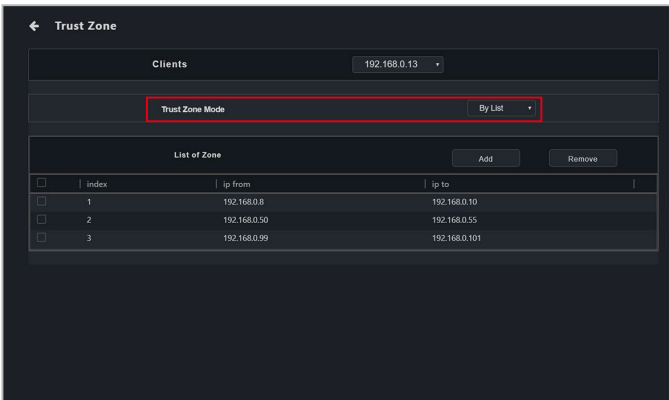 Trust Zone
Clients 192.168.0.13
Trust Zone Mode By List
List of Zone Add Remove
index ip from ip to
1 192.168.0.8 192.168.0.10
2 192.168.0.50 192.168.0.55
3 192.168.0.99 192.168.0.101